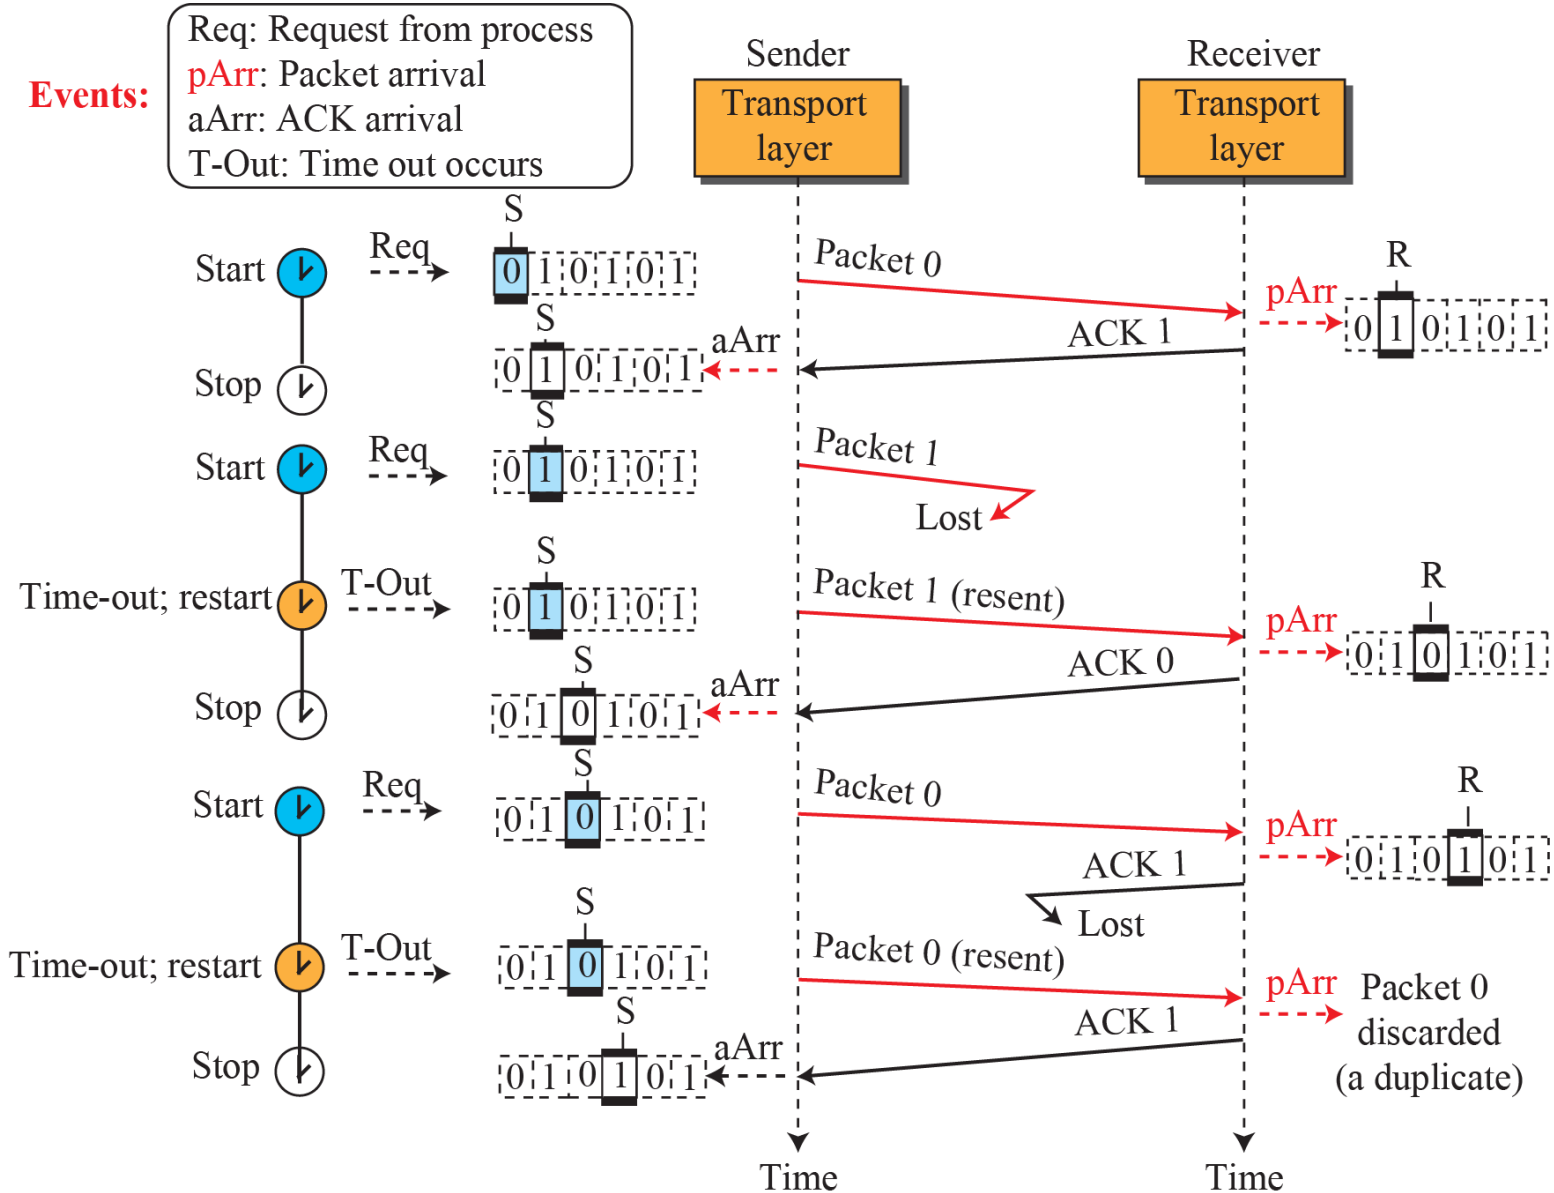 Events:
Req: Request from process
pArr: Packet arrival
aArr: ACK arrival
T-Out: Time out occurs
Sender
Transport
layer
Receiver
Transport
layer
Start
Req
S
0 1 0 1 0 1
Packet 0
pArr
R
0 1 0 1 0 1
Stop
S
0 1 0 1 0 1
aArr
ACK 1
Start
Req
S
0 1 0 1 0 1
Packet 1
Lost
Time-out; restart
T-Out
S
0 1 0 1 0 1
Packet 1 (resent)
pArr
R
0 1 0 1 0 1
Stop
S
0 1 0 1 0 1
aArr
ACK 0
Start
Req
S
0 1 0 1 0 1
Packet 0
pArr
R
0 1 0 1 0 1
ACK 1
Lost
Time-out; restart
T-Out
S
0 1 0 1 0 1
Packet 0 (resent)
pArr
Packet 0
discarded
(a duplicate)
Stop
S
0 1 0 1 0 1
aArr
ACK 1
Time
Time